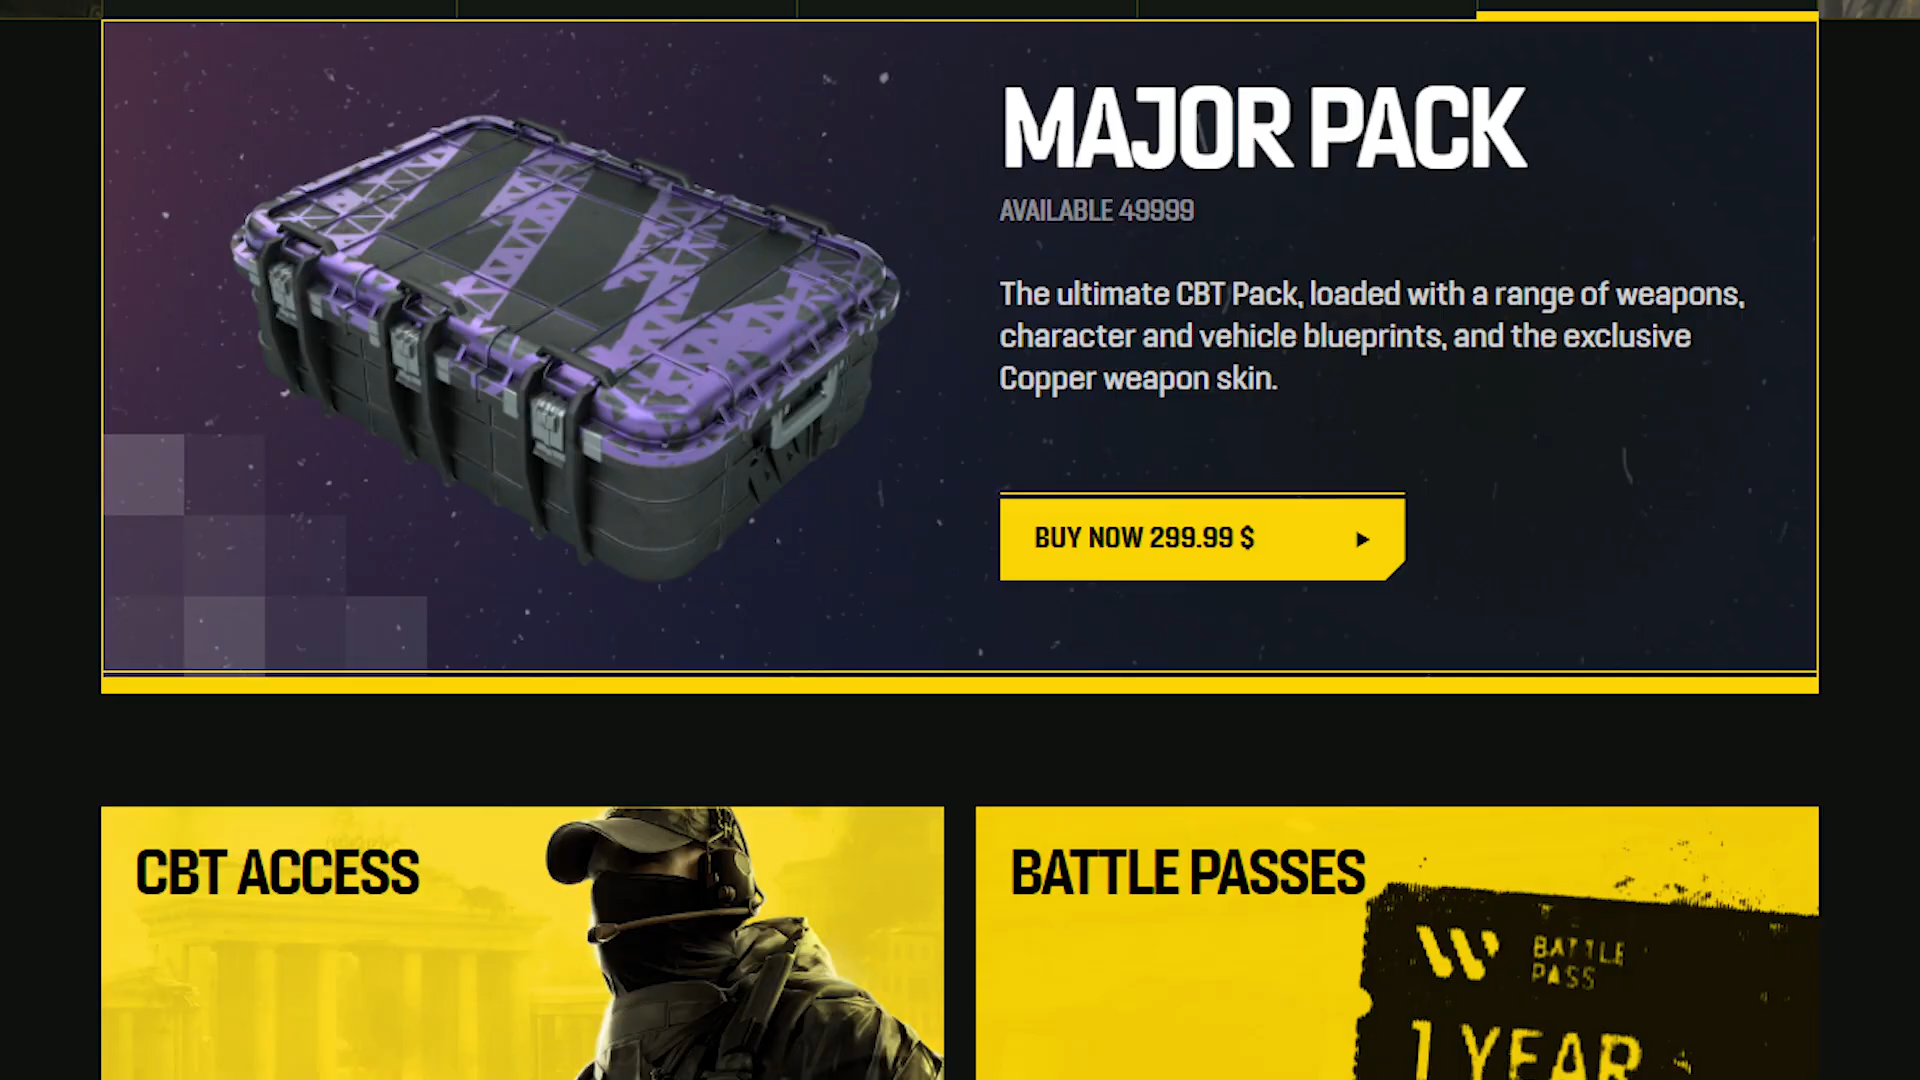 MAJOR PACK
AVAILABLE 49999
The ultimate CBT Pack, loaded with a range of weapons,
character and vehicle blueprints, and the exclusive
Copper weapon skin.
BUY NOW 299.99 $
CBT ACCESS
BATTLE PASSES
BATTLE
PASS
1 YEAR